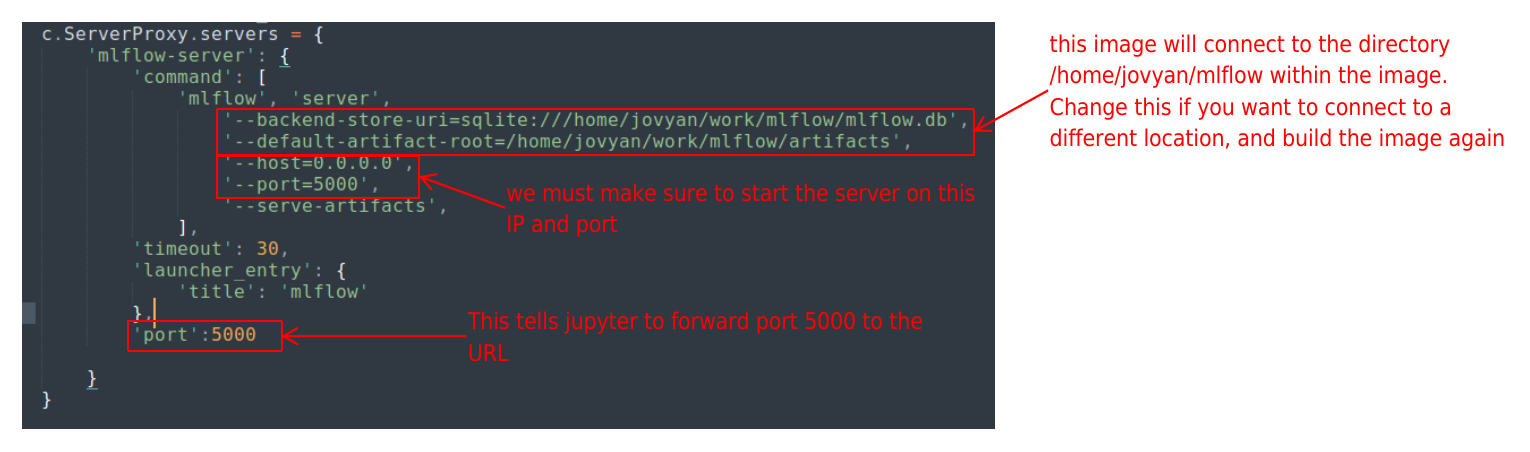 c.ServerProxy.servers = {
'mlflow-server': {
'command': [
'mlflow', 'server',
'--backend-store-uri=sqlite:///home/jovyan/work/mlflow/mlflow.db',
'--default-artifact-root=/home/jovyan/work/mlflow/artifacts',
'--host=0.0.0.0',
'--port=5000',
'--serve-artifacts',
],
'timeout': 30,
'launcher_entry': {
'title': 'mlflow'
},
'port':5000
}
}
this image will connect to the directory
/home/jovyan/mlflow within the image.
Change this if you want to connect to a
different location, and build the image again
we must make sure to start the server on this
IP and port
This tells jupyter to forward port 5000 to the
URL